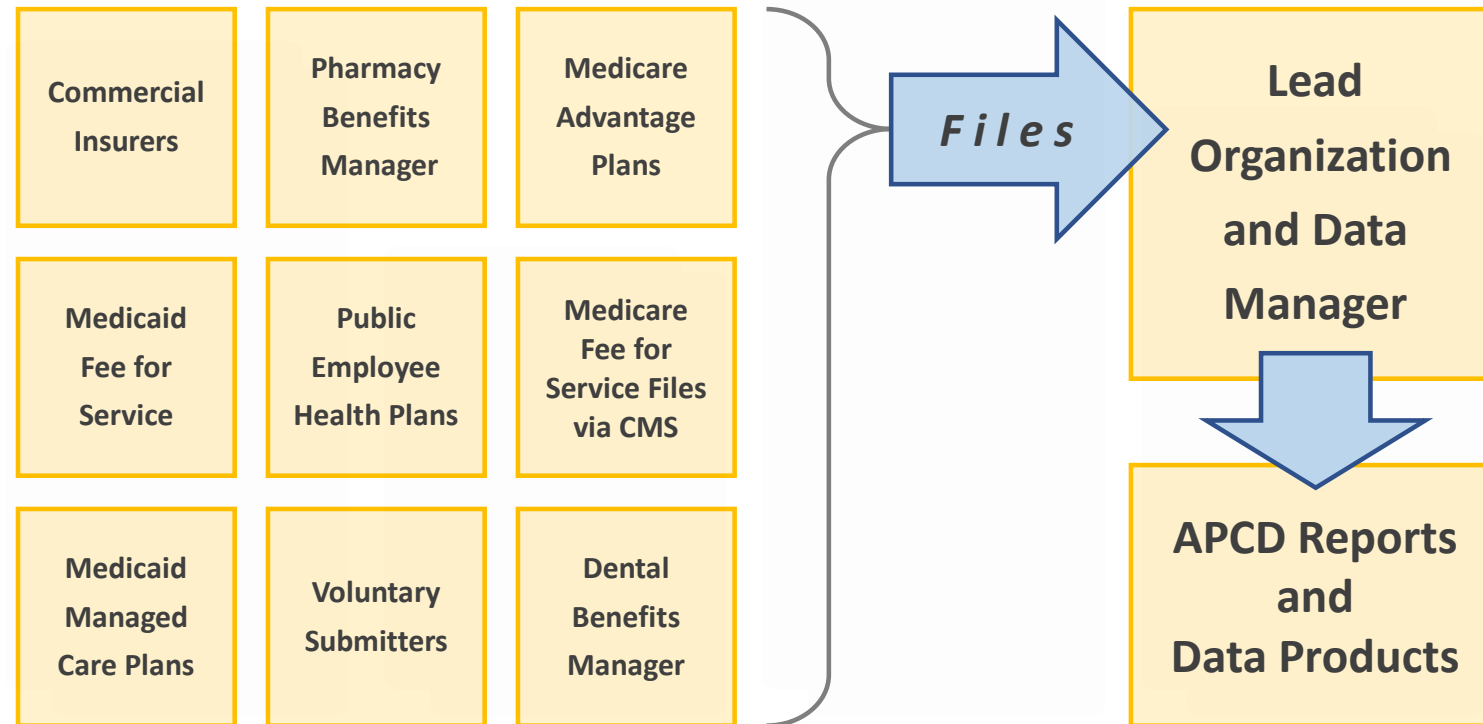 Commercial
Insurers
Pharmacy
Benefits
Manager
Medicare
Advantage
Plans
Medicaid
Fee for
Service
Public
Employee
Health Plans
Medicare
Fee for
Service Files
via CMS
Medicaid
Managed
Care Plans
Voluntary
Submitters
Dental
Benefits
Manager
Files
Lead
Organization
and Data
Manager
APCD Reports
and
Data Products